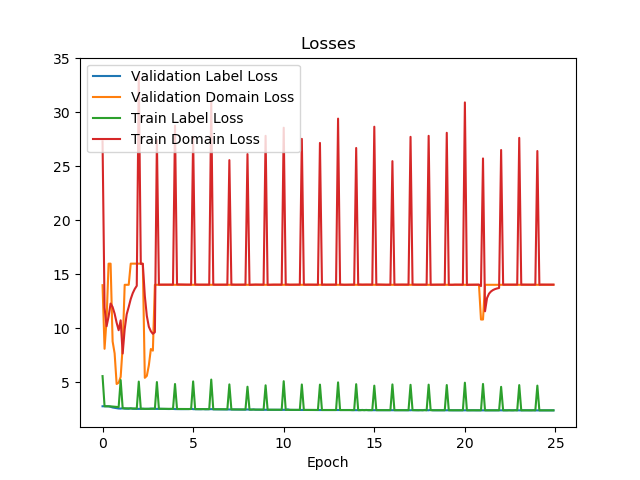 Losses
Validation Label Loss
Validation Domain Loss
Train Label Loss
Train Domain Loss
35
30
25
20
15
10
5
0 5 10 15 20 25
Epoch